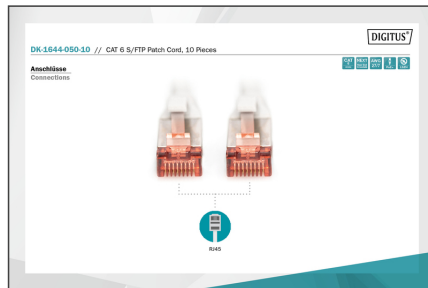 DIGITUS®
DK-1644-050-10 // CAT 6 S/FTP Patch Cord, 10 Pieces
Anschlüsse
Connections
RJ45